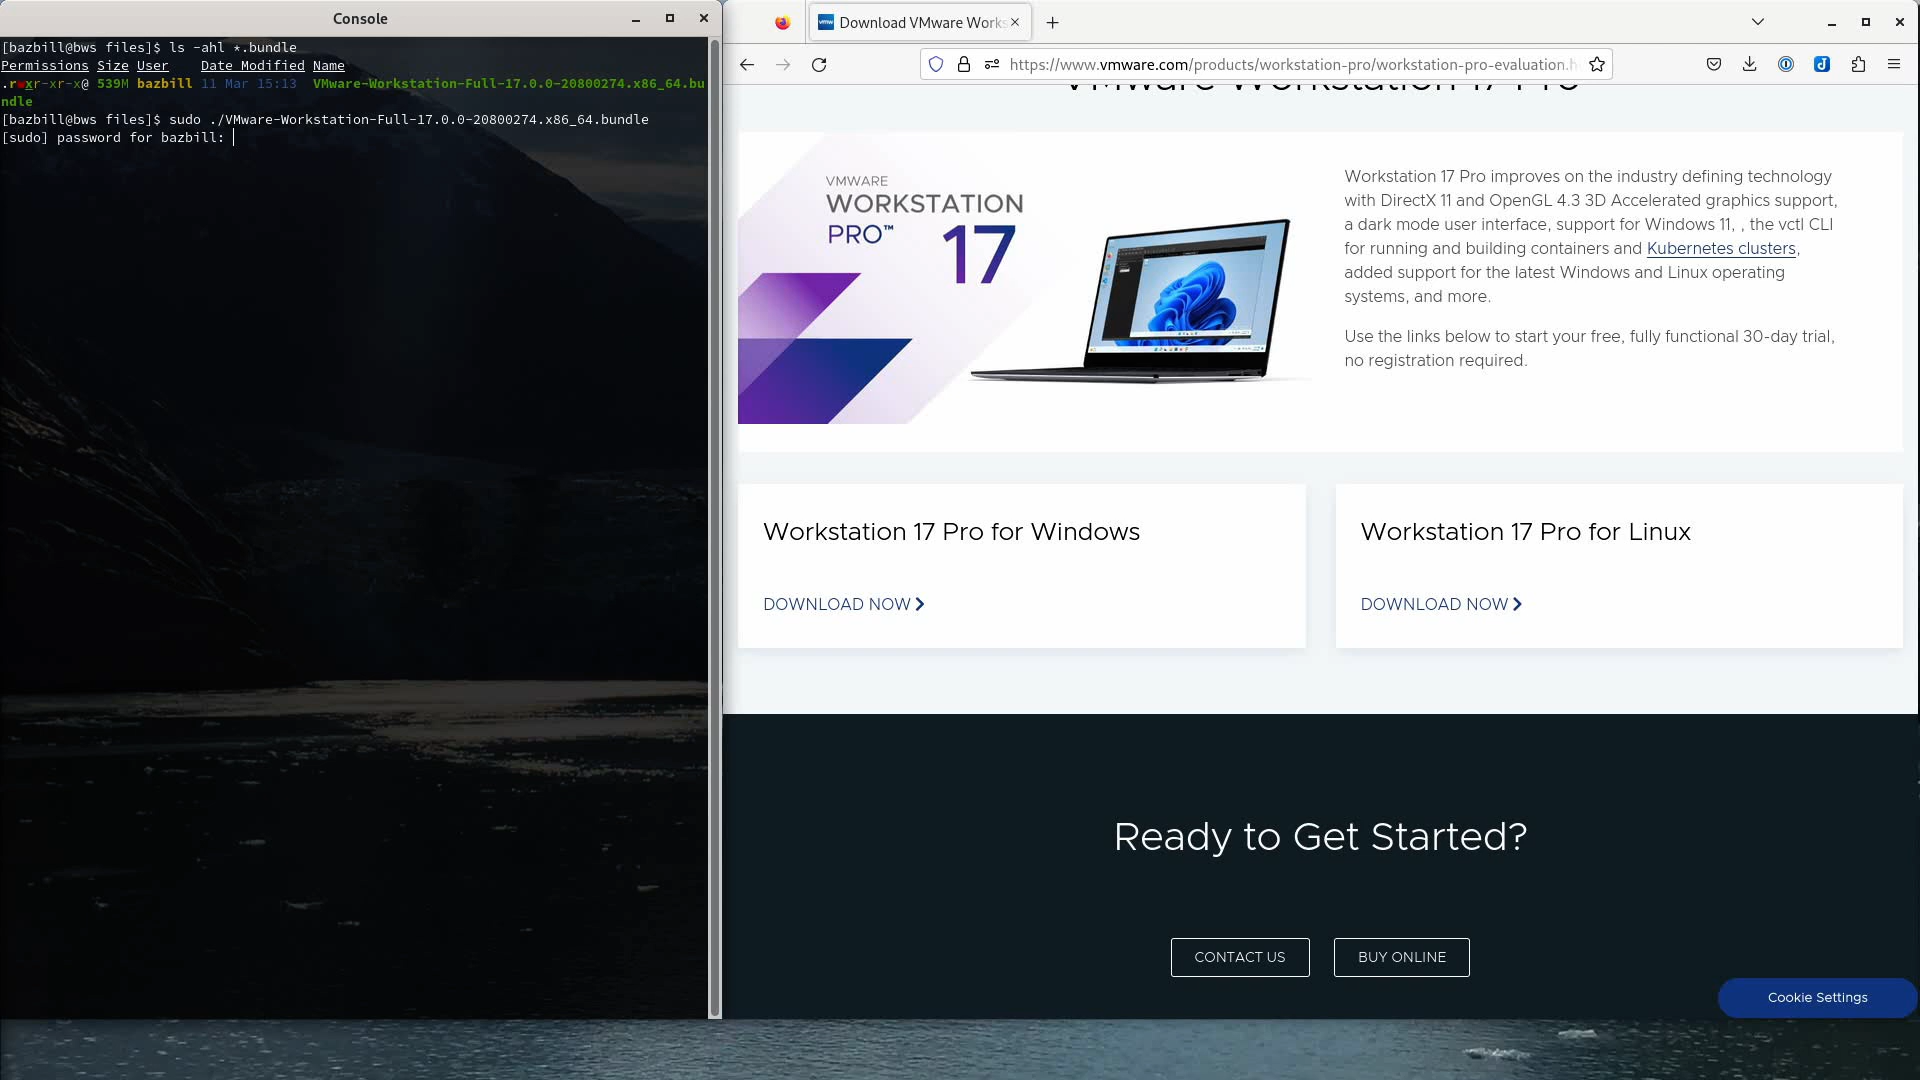 Console
[bazbill@bws files]$ ls -ahl *.bundle
Permissions Size User Date Modified Name
.rwxr-xr-x@ 539M bazbill 11 Mar 15:13 VMware-Workstation-Full-17.0.0-20800274.x86_64.bu
ndle
[bazbill@bws files]$ sudo ./VMware-Workstation-Full-17.0.0-20800274.x86_64.bundle
[sudo] password for bazbill:
vmw Download VMware Works
https://www.vmware.com/products/workstation-pro/workstation-pro-evaluation.h
VMware Workstation 17 Pro
VMWARE
WORKSTATION
PRO™ 17
Workstation 17 Pro improves on the industry defining technology
with DirectX 11 and OpenGL 4.3 3D Accelerated graphics support,
a dark mode user interface, support for Windows 11, , the vctl CLI
for running and building containers and Kubernetes clusters,
added support for the latest Windows and Linux operating
systems, and more.
Use the links below to start your free, fully functional 30-day trial,
no registration required.
Workstation 17 Pro for Windows
DOWNLOAD NOW
Workstation 17 Pro for Linux
DOWNLOAD NOW
Ready to Get Started?
CONTACT US
BUY ONLINE
Cookie Settings